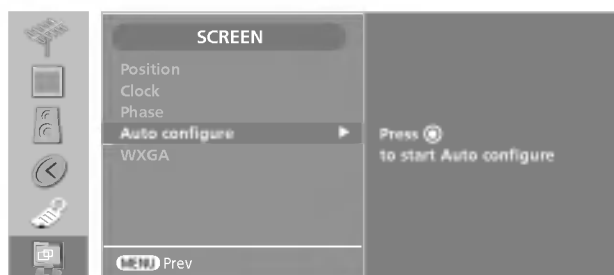 SCREEN
Position
Clock
Phase
Auto configure
WXGA
MENU Prev
Press
to start Auto configure